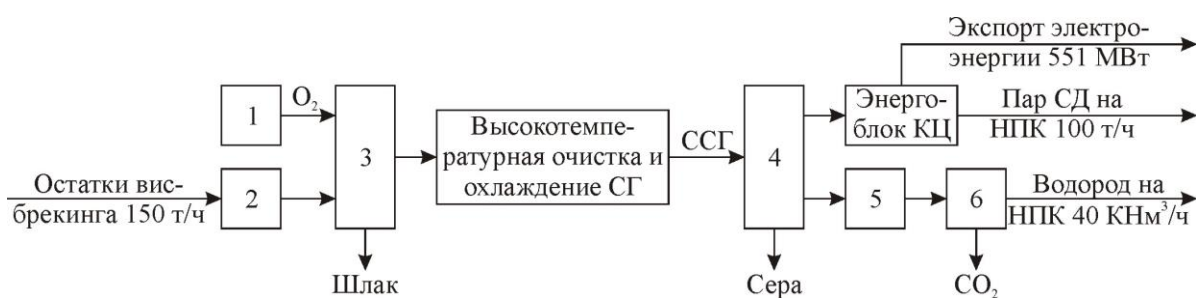 Экспорт электро-
энергии 551 МВт
1
O₂
3
Высокотемпе-
ратурная очистка и
охлаждение СГ
ССГ
4
Энерго-
блок КЦ
Пар СД на
НПК 100 т/ч
Остатки вис-
брекинга 150 т/ч
2
5
6
Водород на
НПК 40 КНм³/ч
Шлак
Сера
CO₂